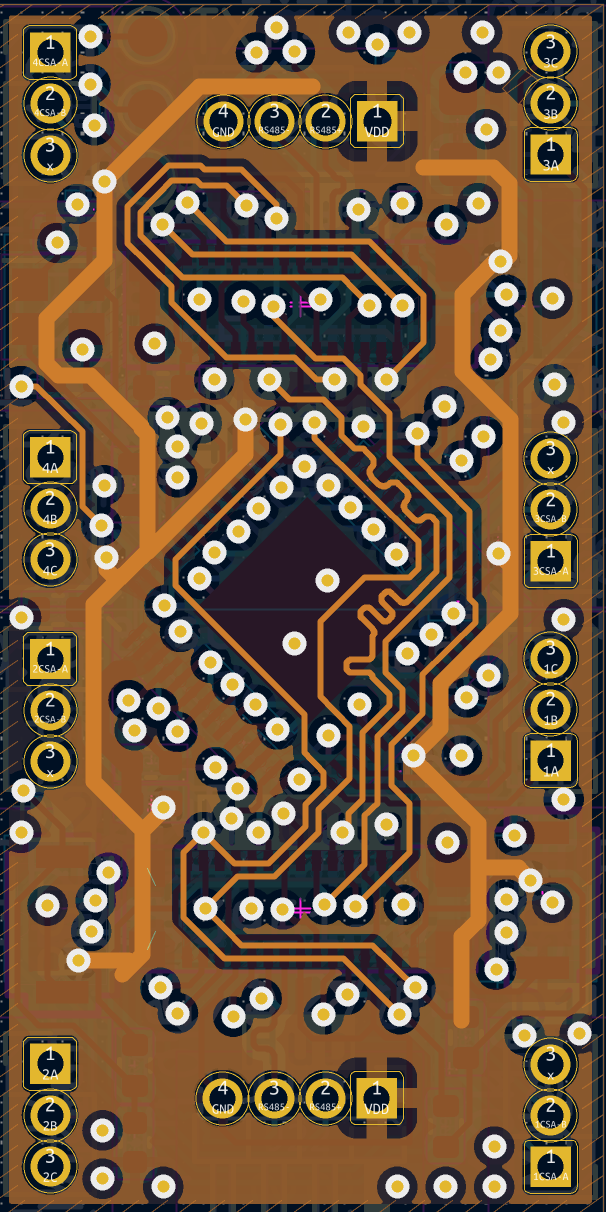 1
4CSA-A
2
4CSA-B
3
x
4
GND
3
RS485-
2
RS485+
1
VDD
3
3C
2
3B
1
3A
1
4A
2
4B
3
4C
3
x
2
3CSA-B
1
3CSA-A
1
2CSA-A
2
2CSA-B
3
x
3
1C
2
1B
1
1A
1
2A
2
2B
3
2C
4
GND
3
RS485-
2
RS485+
1
VDD
3
x
2
1CSA-B
1
1CSA-A